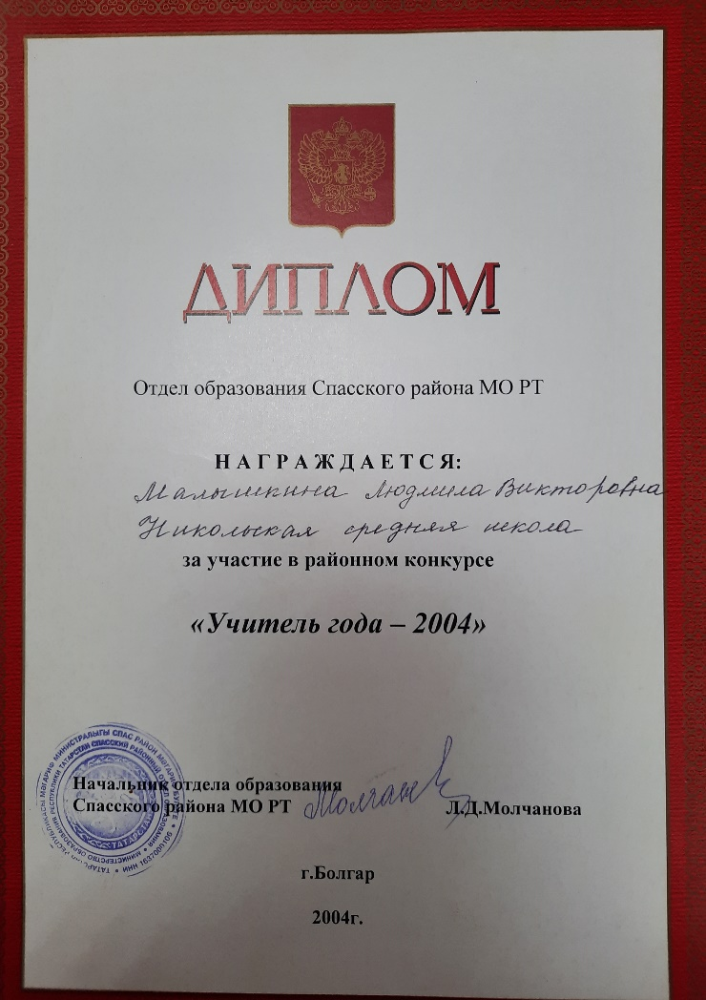 ДИПЛОМ
Отдел образования Спасского района МО РТ
НАГРАЖДАЕТСЯ:
Малышкина Людмила Викторовна
Никольская средняя школа
за участие в районном конкурсе
«Учитель года – 2004»
Начальник отдела образования
Спасского района МО РТ
Л.Д.Молчанова
г.Болгар
2004г.